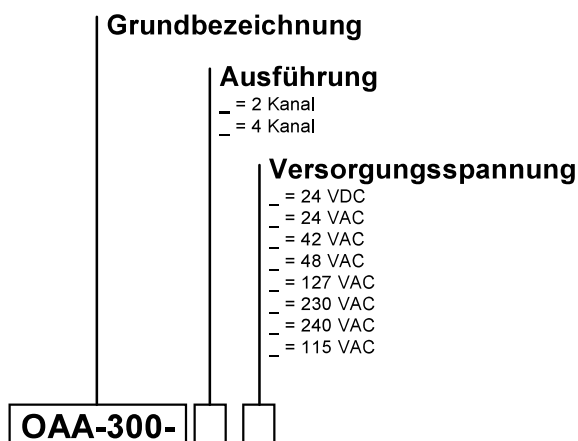 Grundbezeichnung
Ausführung
_ = 2 Kanal
_ = 4 Kanal
Versorgungsspannung
_ = 24 VDC
_ = 24 VAC
_ = 42 VAC
_ = 48 VAC
_ = 127 VAC
_ = 230 VAC
_ = 240 VAC
_ = 115 VAC
OAA-300-